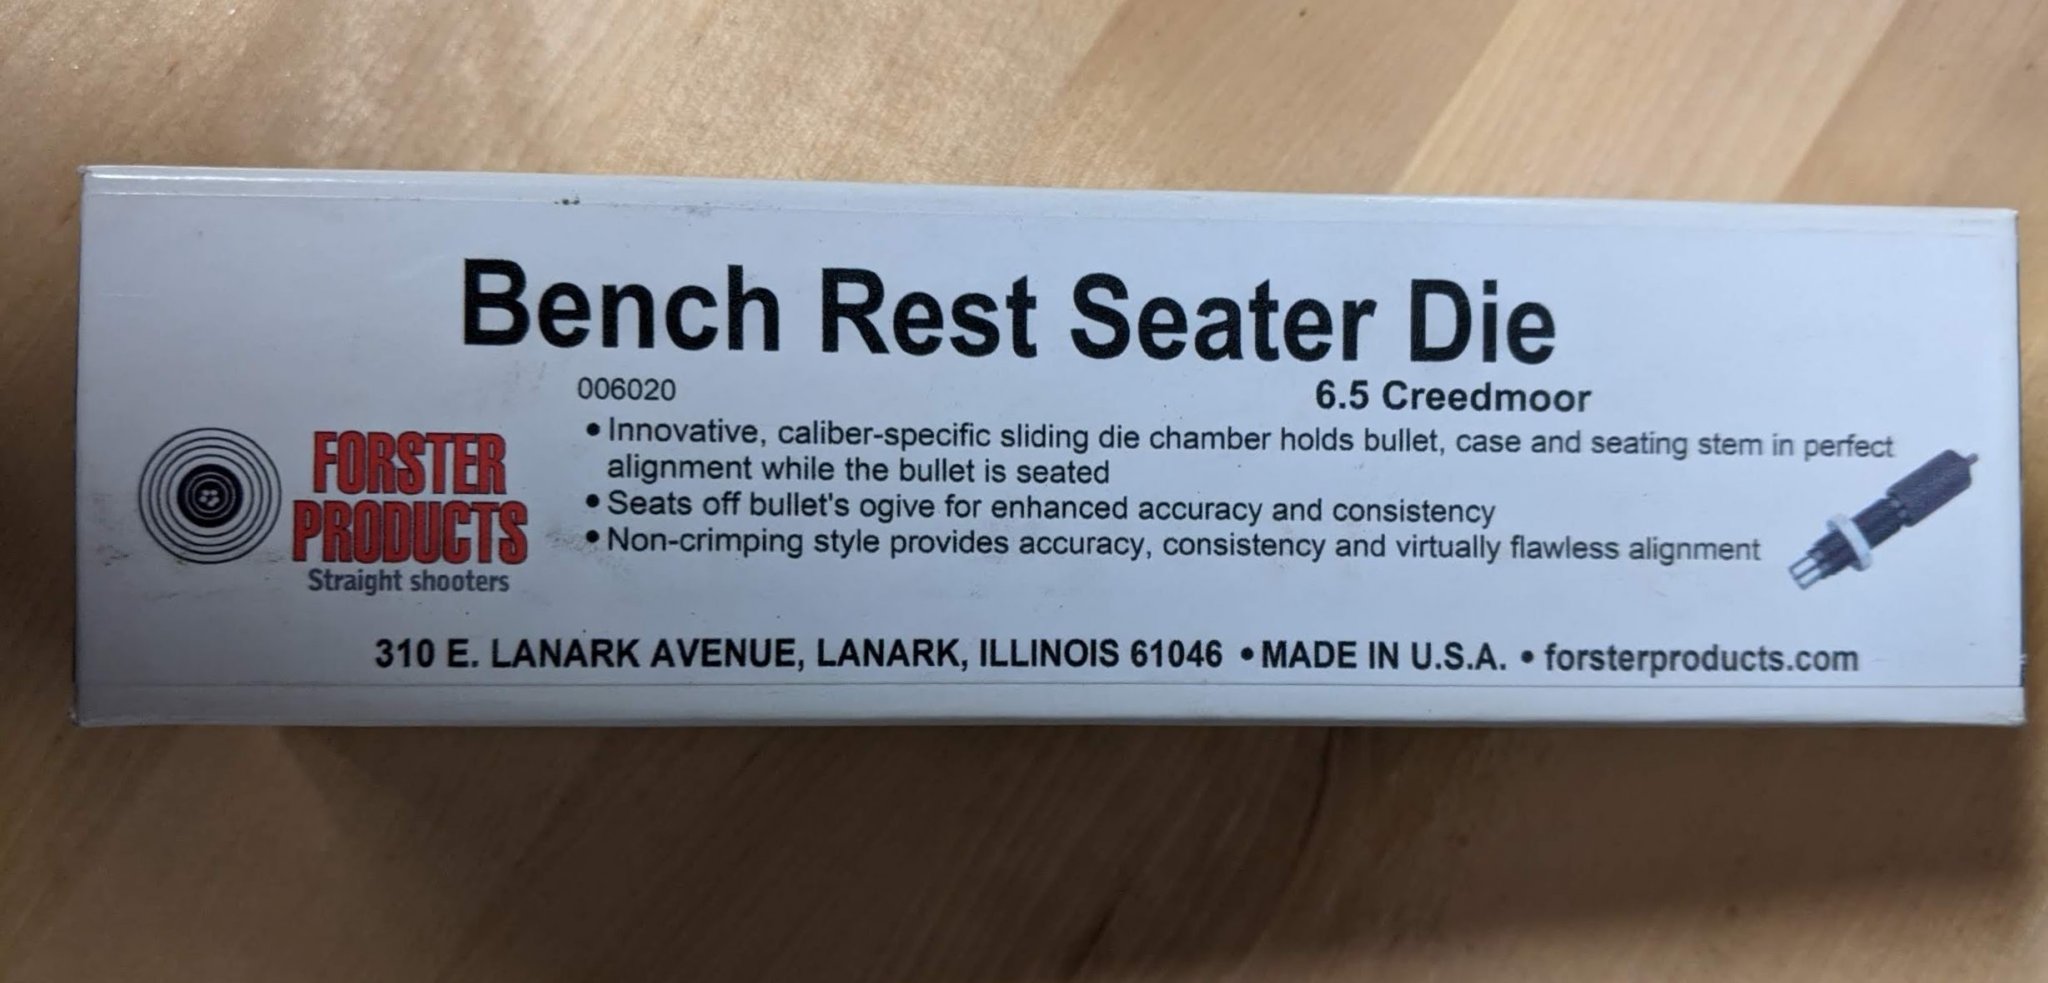 Bench Rest Seater Die
006020
6.5 Creedmoor
• Innovative, caliber-specific sliding die chamber holds bullet, case and seating stem in perfect
alignment while the bullet is seated
• Seats off bullet's ogive for enhanced accuracy and consistency
• Non-crimping style provides accuracy, consistency and virtually flawless alignment
FORSTER
PRODUCTS
Straight shooters
310 E. LANARK AVENUE, LANARK, ILLINOIS 61046 • MADE IN U.S.A. • forsterproducts.com